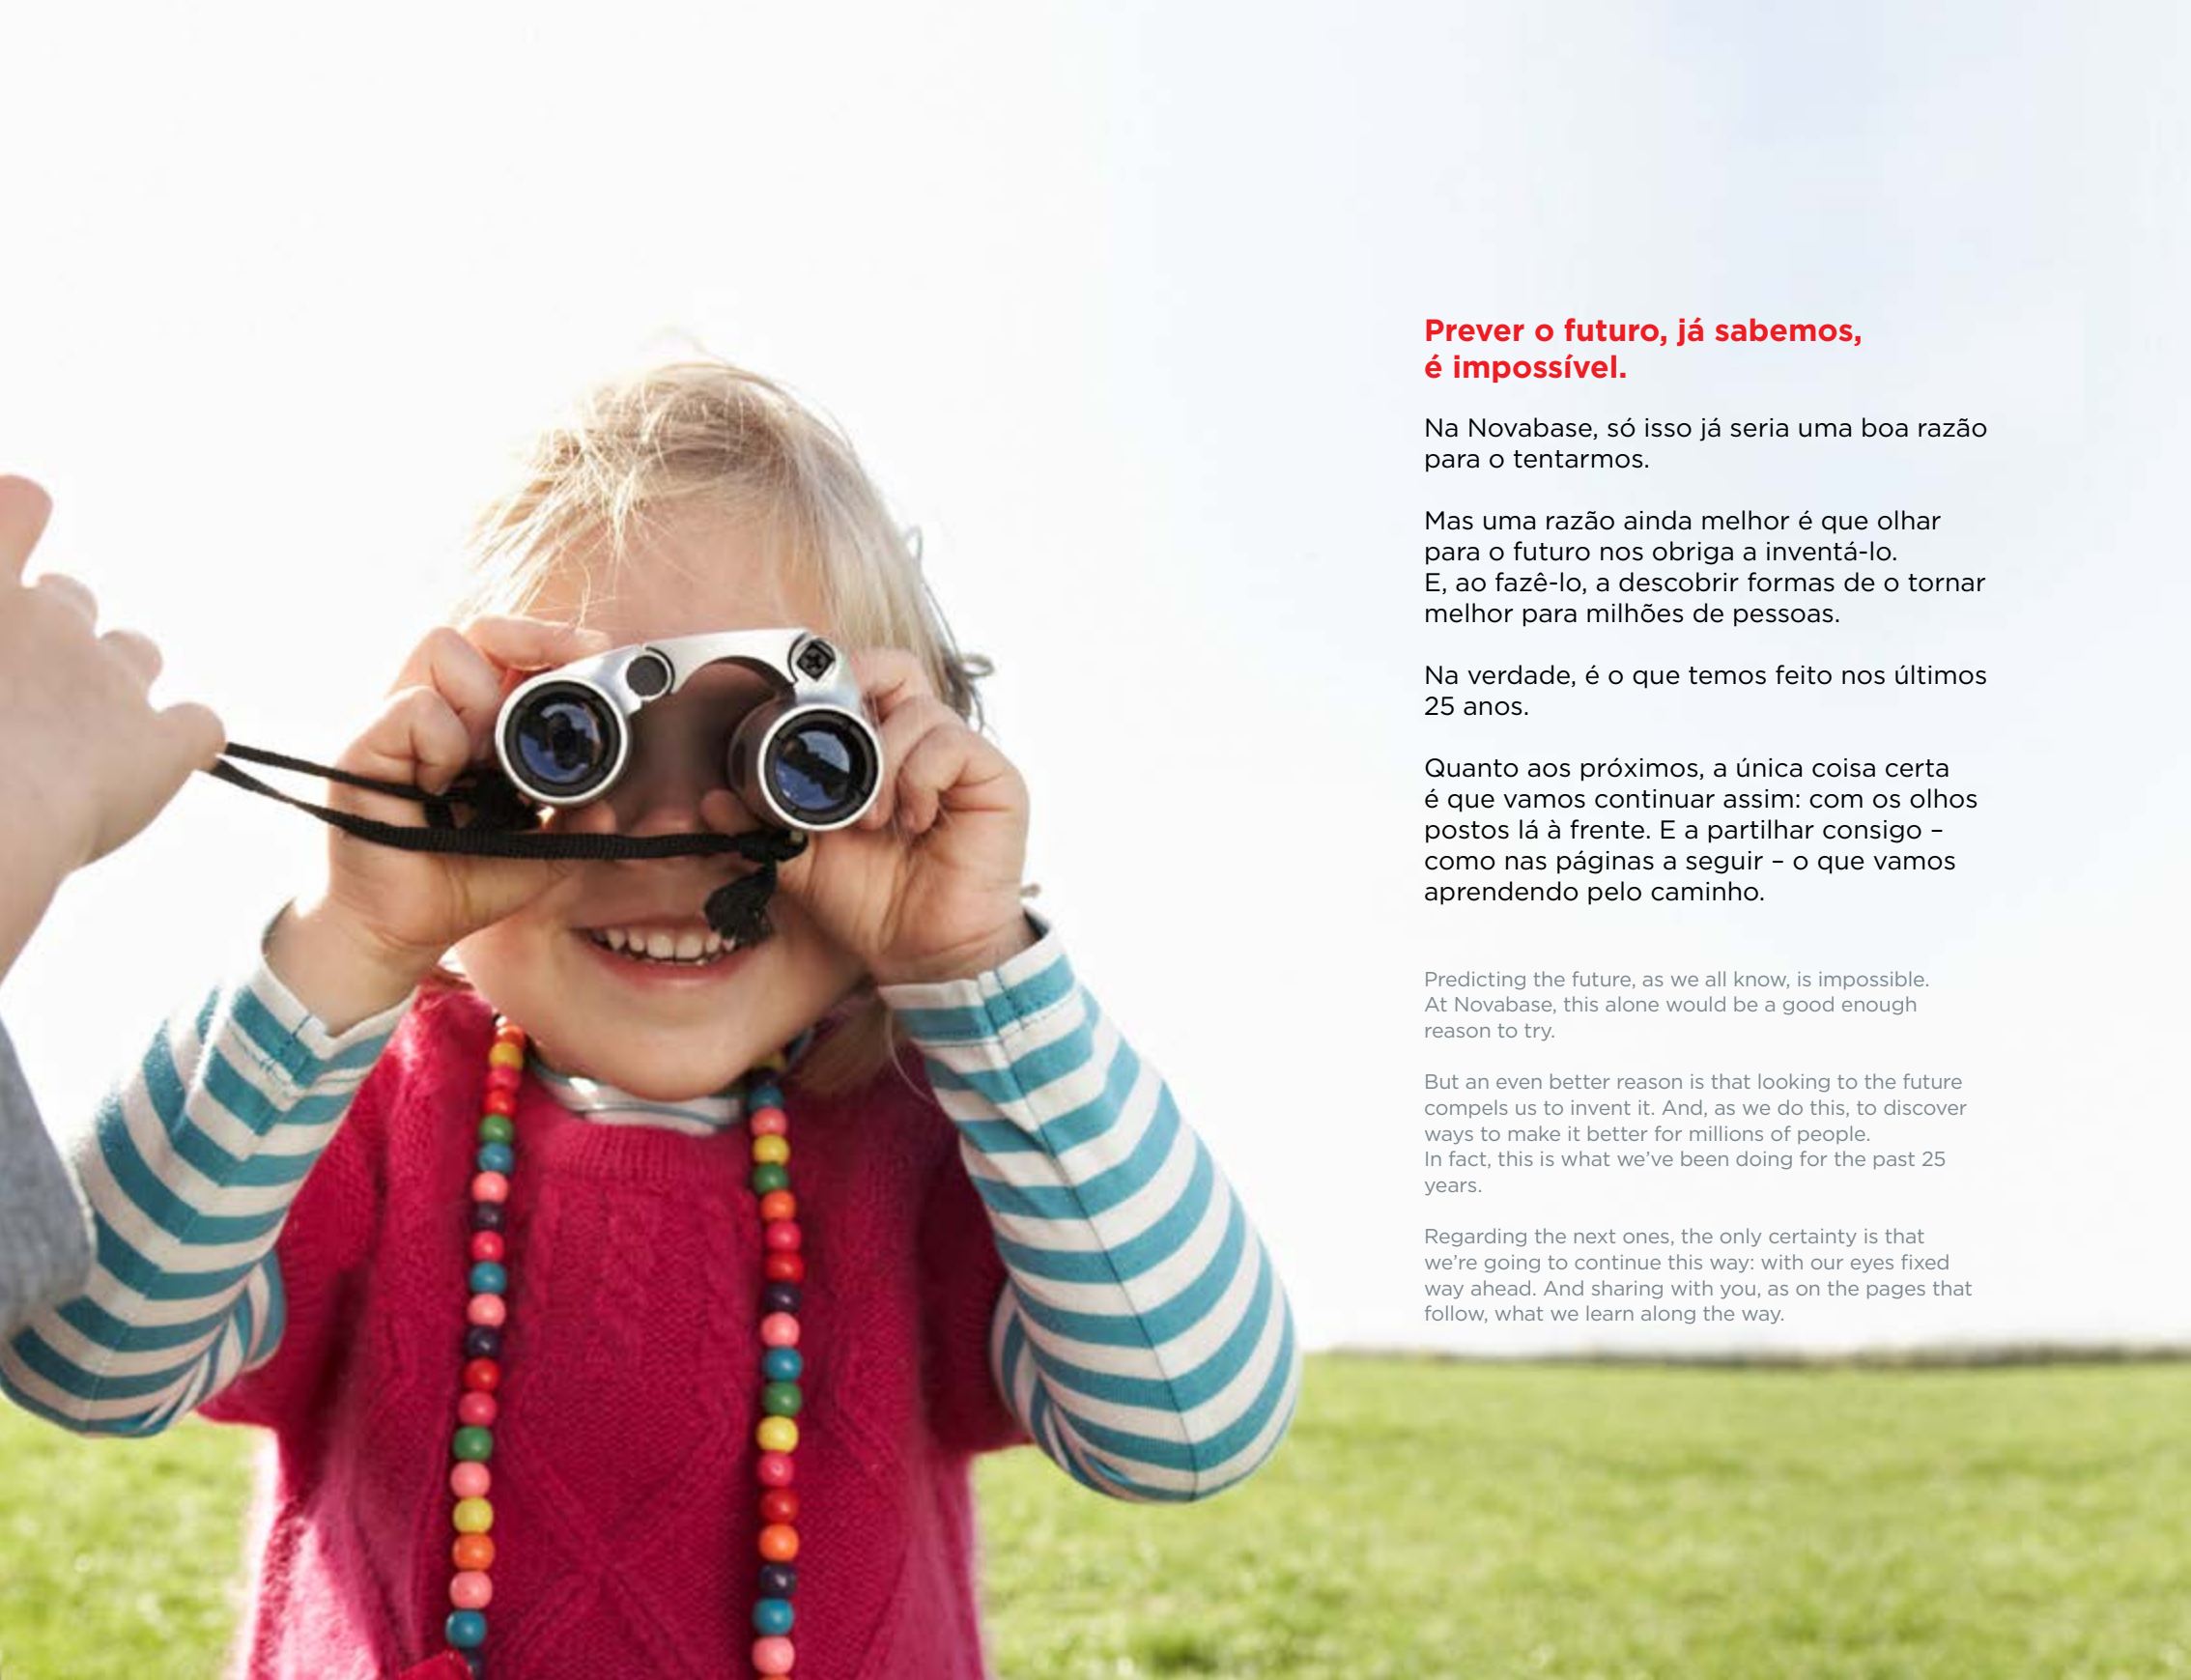 Prever o futuro, já sabemos,
é impossível.
Na Novabase, só isso já seria uma boa razão
para o tentarmos.
Mas uma razão ainda melhor é que olhar
para o futuro nos obriga a inventá-lo.
E, ao fazê-lo, a descobrir formas de o tornar
melhor para milhões de pessoas.
Na verdade, é o que temos feito nos últimos
25 anos.
Quanto aos próximos, a única coisa certa
é que vamos continuar assim: com os olhos
postos lá à frente. E a partilhar consigo –
como nas páginas a seguir – o que vamos
aprendendo pelo caminho.
Predicting the future, as we all know, is impossible.
At Novabase, this alone would be a good enough
reason to try.
But an even better reason is that looking to the future
compels us to invent it. And, as we do this, to discover
ways to make it better for millions of people.
In fact, this is what we’ve been doing for the past 25
years.
Regarding the next ones, the only certainty is that
we’re going to continue this way: with our eyes fixed
way ahead. And sharing with you, as on the pages that
follow, what we learn along the way.